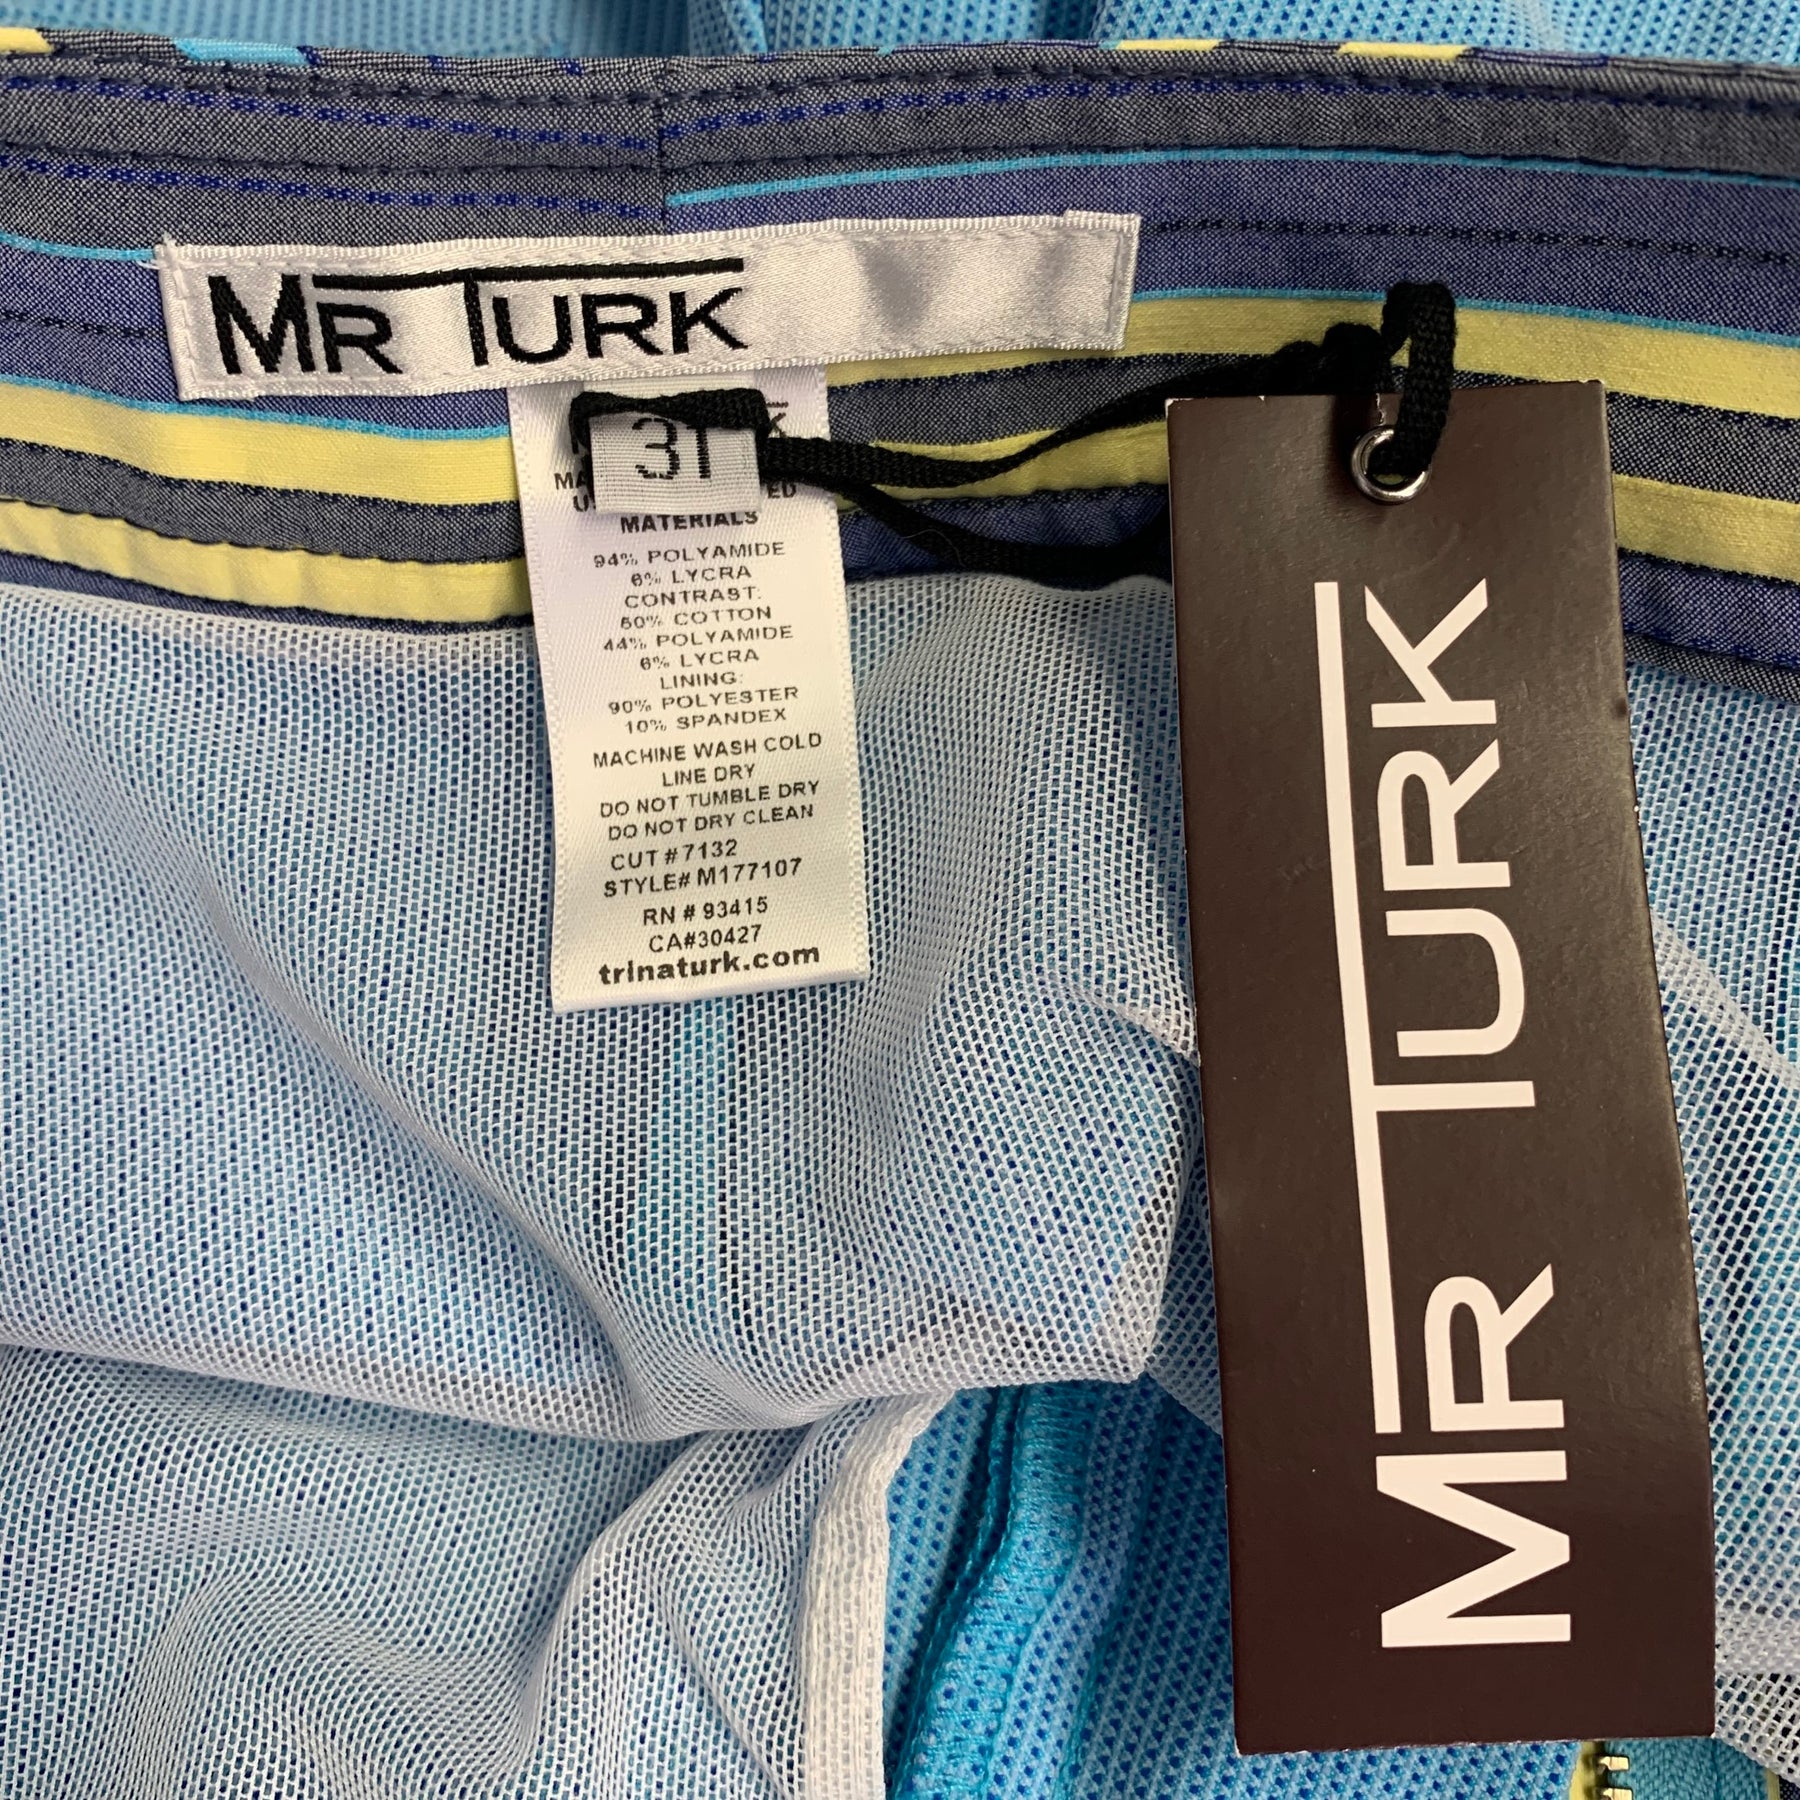 MR TURK
31
MATERIALS
94% POLYAMIDE
6% LYCRA
CONTRAST:
50% COTTON
44% POLYAMIDE
6% LYCRA
LINING:
90% POLYESTER
10% SPANDEX
MACHINE WASH COLD
LINE DRY
DO NOT TUMBLE DRY
DO NOT DRY CLEAN
CUT # 7132
STYLE# M177107
RN # 93415
CA#30427
trinaturk.com
MR TURK